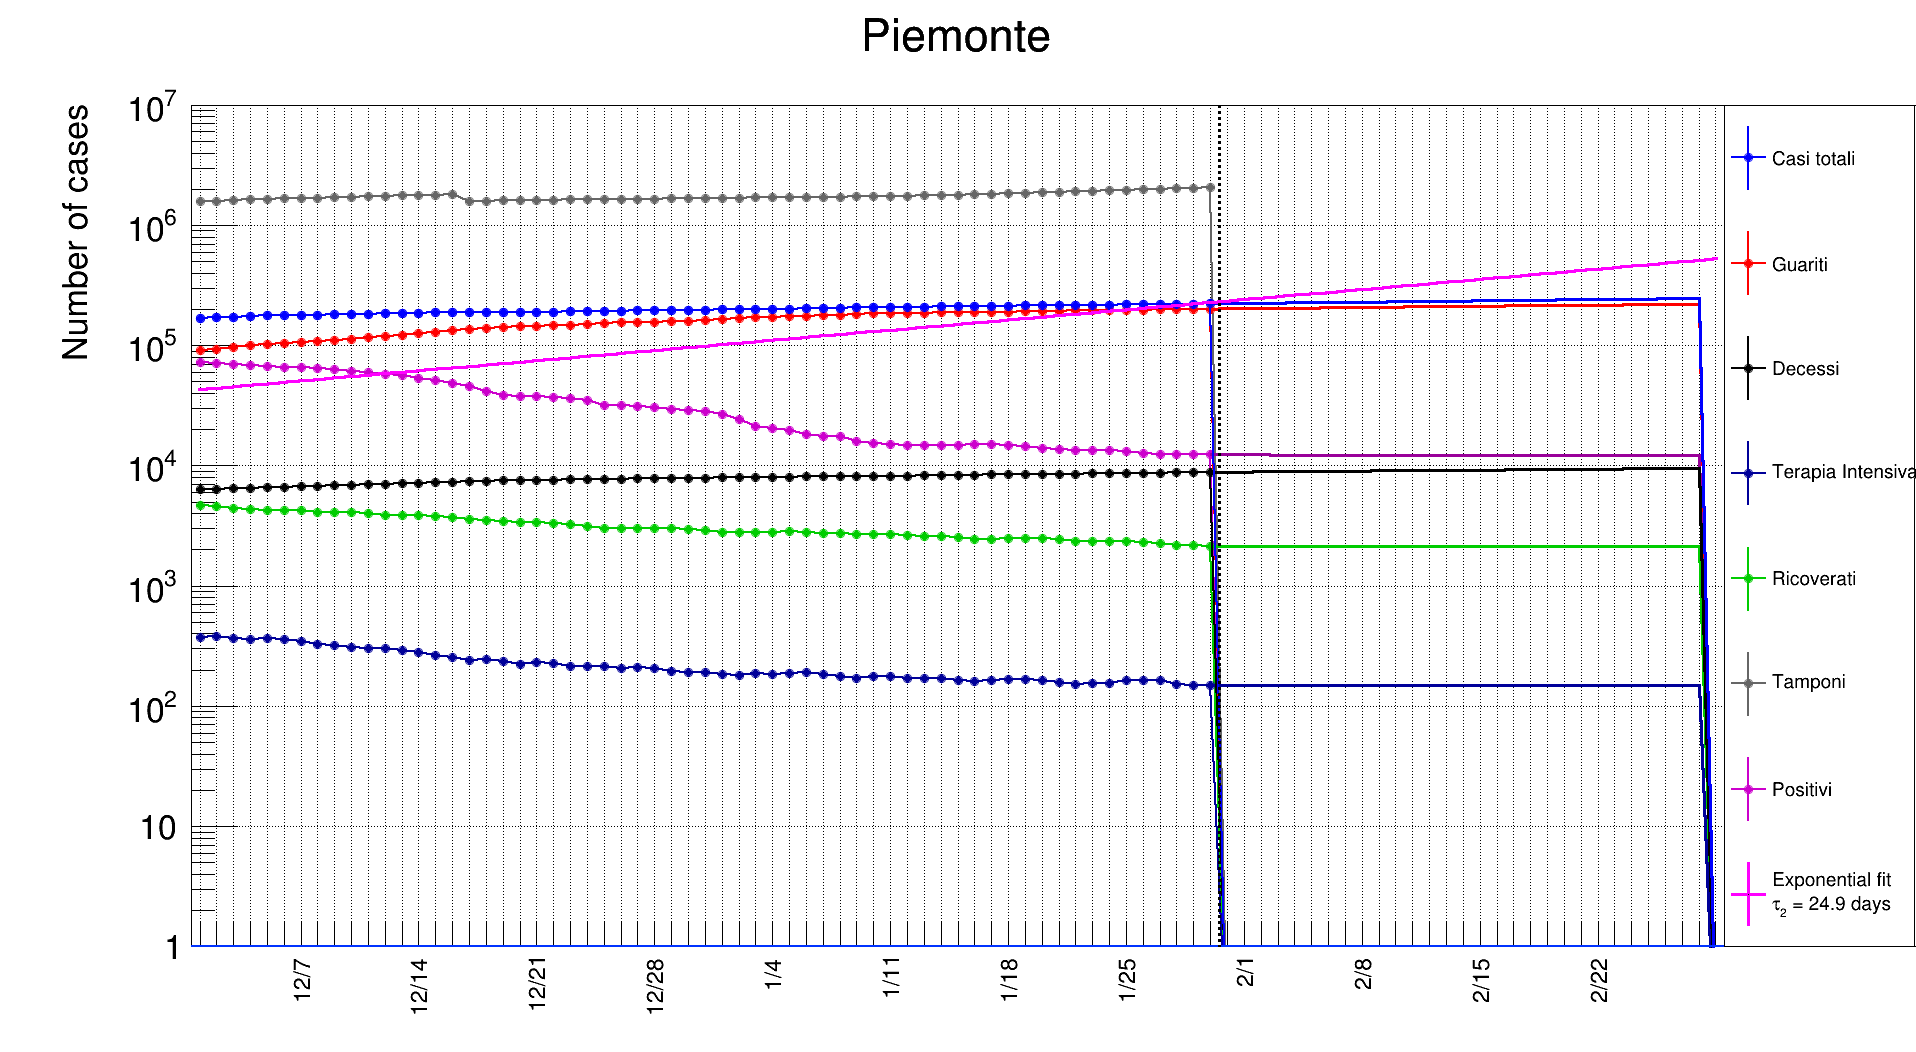 Piemonte
Number of cases
10^7
10^6
10^5
10^4
10^3
10^2
10
1
12/7
12/14
12/21
12/28
1/4
1/11
1/18
1/25
2/1
2/8
2/15
2/22
Casi totali
Guariti
Decessi
Terapia Intensiva
Ricoverati
Tamponi
Positivi
Exponential fit
τ₂ = 24.9 days